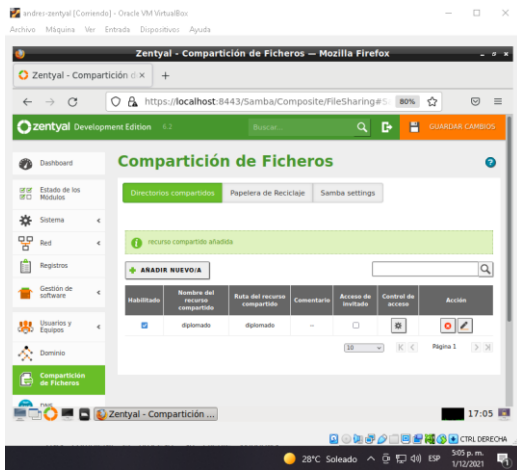 andres-zentyal [Corriendo] - Oracle VM VirtualBox
Archivo Máquina Ver Entrada Dispositivos Ayuda
Zentyal - Compartición de Ficheros — Mozilla Firefox
Zentyal - Compartición d
https://localhost:8443/Samba/Composite/FileSharing#S
80%
zentyal Development Edition 6.2
Buscar...
GUARDAR CAMBIOS
Dashboard
Estado de los Módulos
Sistema
Red
Registros
Gestión de software
Usuarios y Equipos
Dominio
Compartición de Ficheros
DNS
Compartición de Ficheros
Directorios compartidos Papelera de Reciclaje Samba settings
recurso compartido añadida
AÑADIR NUEVO/A
Habilitado Nombre del recurso compartido Ruta del recurso compartido Comentario Acceso de invitado Control de acceso Acción
diplomado diplomado --
10 Página 1
Zentyal - Compartición ...
17:05
CTRL DERECHA
28°C Soleado
ESP
5:05 p. m.
1/12/2021